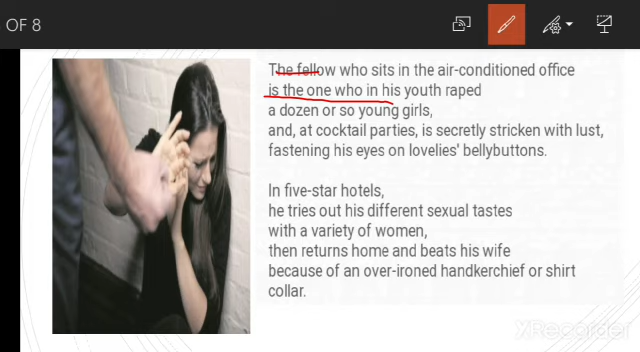 OF 8
The fellow who sits in the air-conditioned office
is the one who in his youth raped
a dozen or so young girls,
and, at cocktail parties, is secretly stricken with lust,
fastening his eyes on lovelies' bellybuttons.
In five-star hotels,
he tries out his different sexual tastes
with a variety of women,
then returns home and beats his wife
because of an over-ironed handkerchief or shirt
collar.
XRecorder